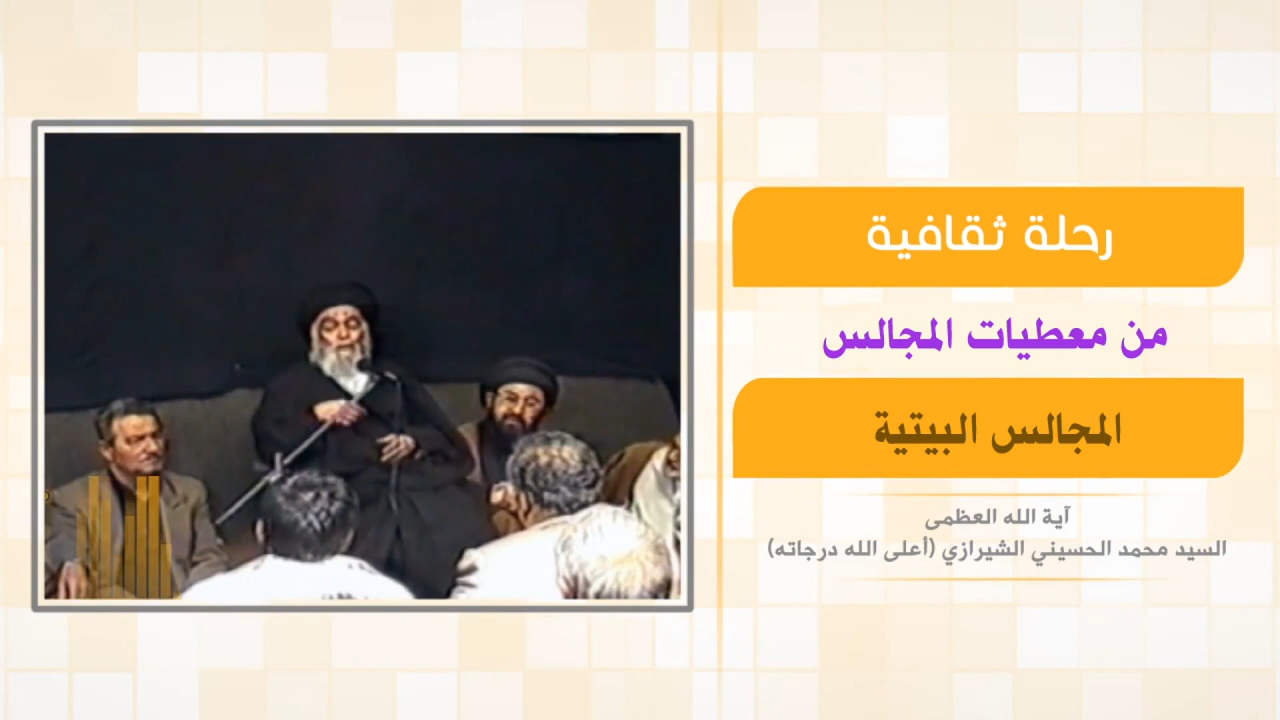 رحلة ثقافية
من معطيات المجالس
المجالس البيتية
آية الله العظمى
السيد محمد الحسيني الشيرازي (أعلى الله درجاته)